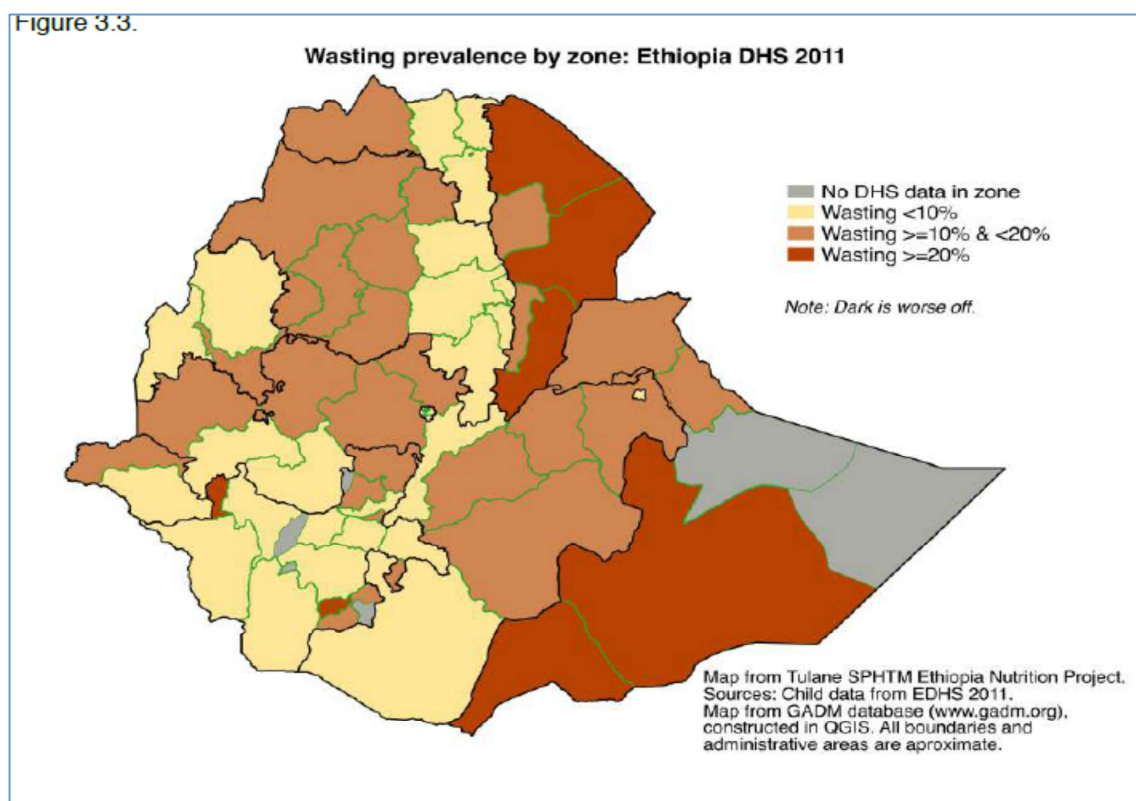 Figure 3.3.
Wasting prevalence by zone: Ethiopia DHS 2011
No DHS data in zone
Wasting <10%
Wasting >=10% & <20%
Wasting >=20%
Note: Dark is worse off.
Map from Tulane SPHTM Ethiopia Nutrition Project.
Sources: Child data from EDHS 2011.
Map from GADM database (www.gadm.org),
constructed in QGIS. All boundaries and
administrative areas are aproximate.